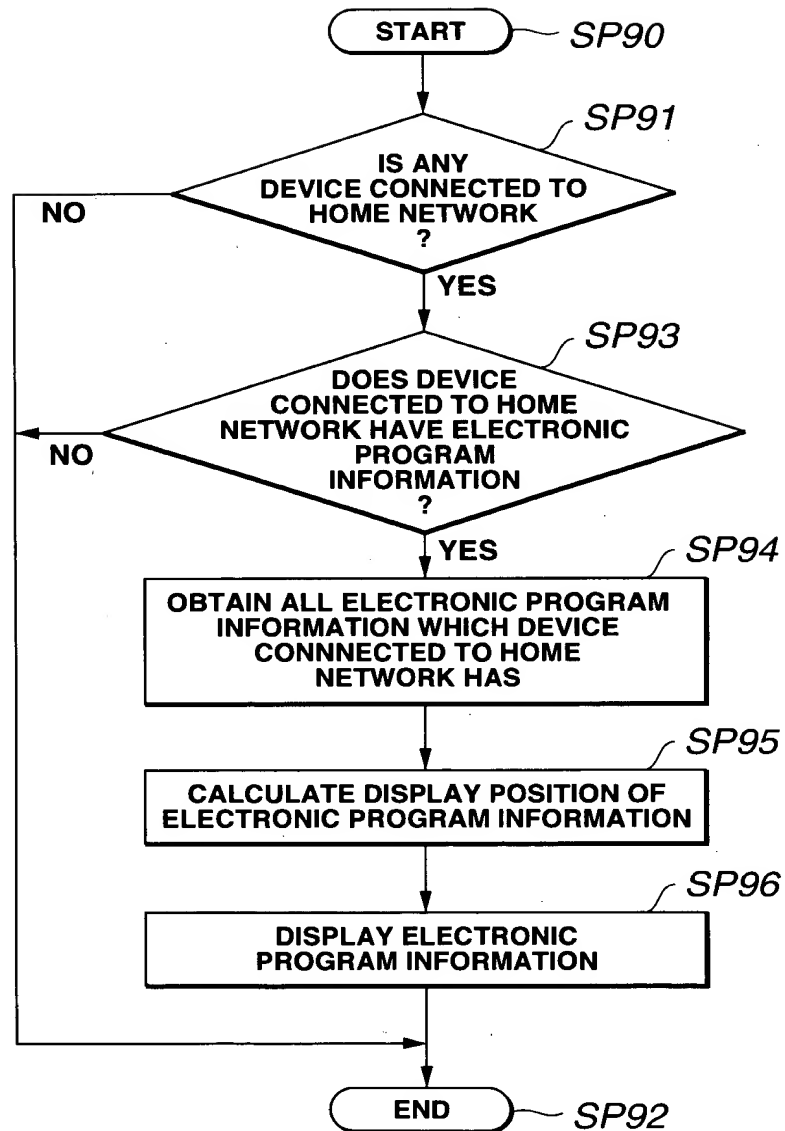 START
SP90
SP91
IS ANY
DEVICE CONNECTED TO
HOME NETWORK
?
NO
YES
SP93
DOES DEVICE
CONNECTED TO HOME
NETWORK HAVE ELECTRONIC
PROGRAM
INFORMATION
?
NO
YES
SP94
OBTAIN ALL ELECTRONIC PROGRAM
INFORMATION WHICH DEVICE
CONNNECTED TO HOME
NETWORK HAS
SP95
CALCULATE DISPLAY POSITION OF
ELECTRONIC PROGRAM INFORMATION
SP96
DISPLAY ELECTRONIC
PROGRAM INFORMATION
END
SP92